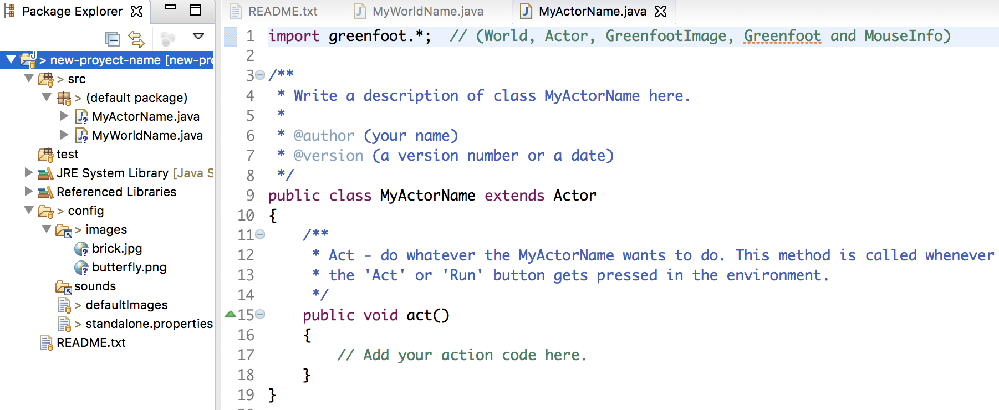 Package Explorer
> new-proyect-name [new-pro
> src
> (default package)
MyActorName.java
MyWorldName.java
test
JRE System Library [Java S
Referenced Libraries
> config
> images
brick.jpg
butterfly.png
sounds
> defaultImages
> standalone.properties
README.txt
README.txt MyWorldName.java MyActorName.java
1 import greenfoot.*;  // (World, Actor, GreenfootImage, Greenfoot and MouseInfo)
2
3 /**
4  * Write a description of class MyActorName here.
5  *
6  * @author (your name)
7  * @version (a version number or a date)
8  */
9 public class MyActorName extends Actor
10 {
11     /**
12      * Act - do whatever the MyActorName wants to do. This method is called whenever
13      * the 'Act' or 'Run' button gets pressed in the environment.
14      */
15     public void act()
16     {
17         // Add your action code here.
18     }
19 }